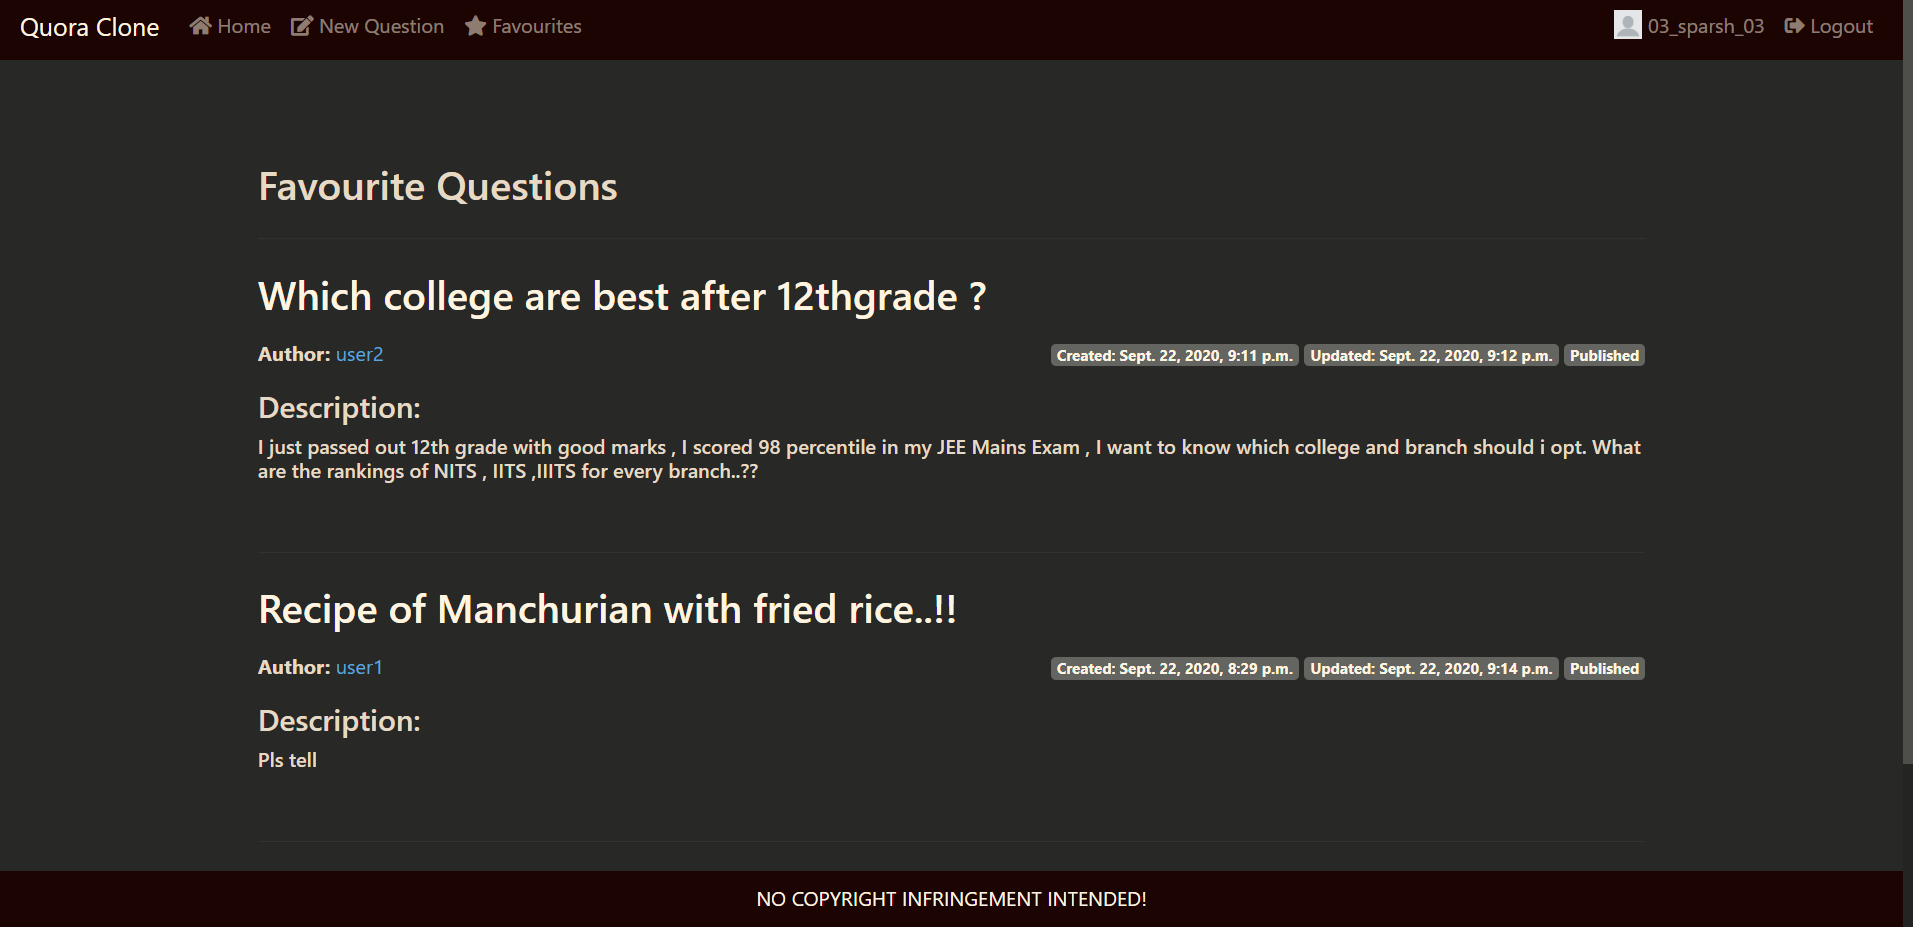 Quora Clone Home New Question Favourites 03_sparsh_03 Logout
Favourite Questions
Which college are best after 12thgrade ?
Author: user2 Created: Sept. 22, 2020, 9:11 p.m. Updated: Sept. 22, 2020, 9:12 p.m. Published
Description:
I just passed out 12th grade with good marks , I scored 98 percentile in my JEE Mains Exam , I want to know which college and branch should i opt. What
are the rankings of NITS , IITS ,IIITS for every branch..??
Recipe of Manchurian with fried rice..!!
Author: user1 Created: Sept. 22, 2020, 8:29 p.m. Updated: Sept. 22, 2020, 9:14 p.m. Published
Description:
Pls tell
NO COPYRIGHT INFRINGEMENT INTENDED!